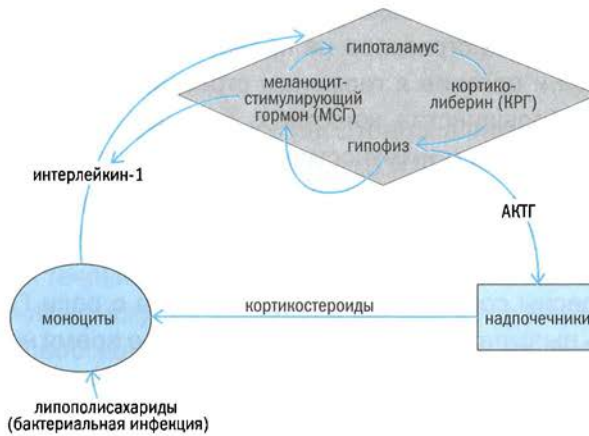 гипоталамус
меланоцит-
стимулирующий
гормон (МСГ)
кортико-
либерин (КРГ)
гипофиз
интерлейкин-1
АКТГ
моноциты
кортикостероиды
надпочечники
липополисахариды
(бактериальная инфекция)